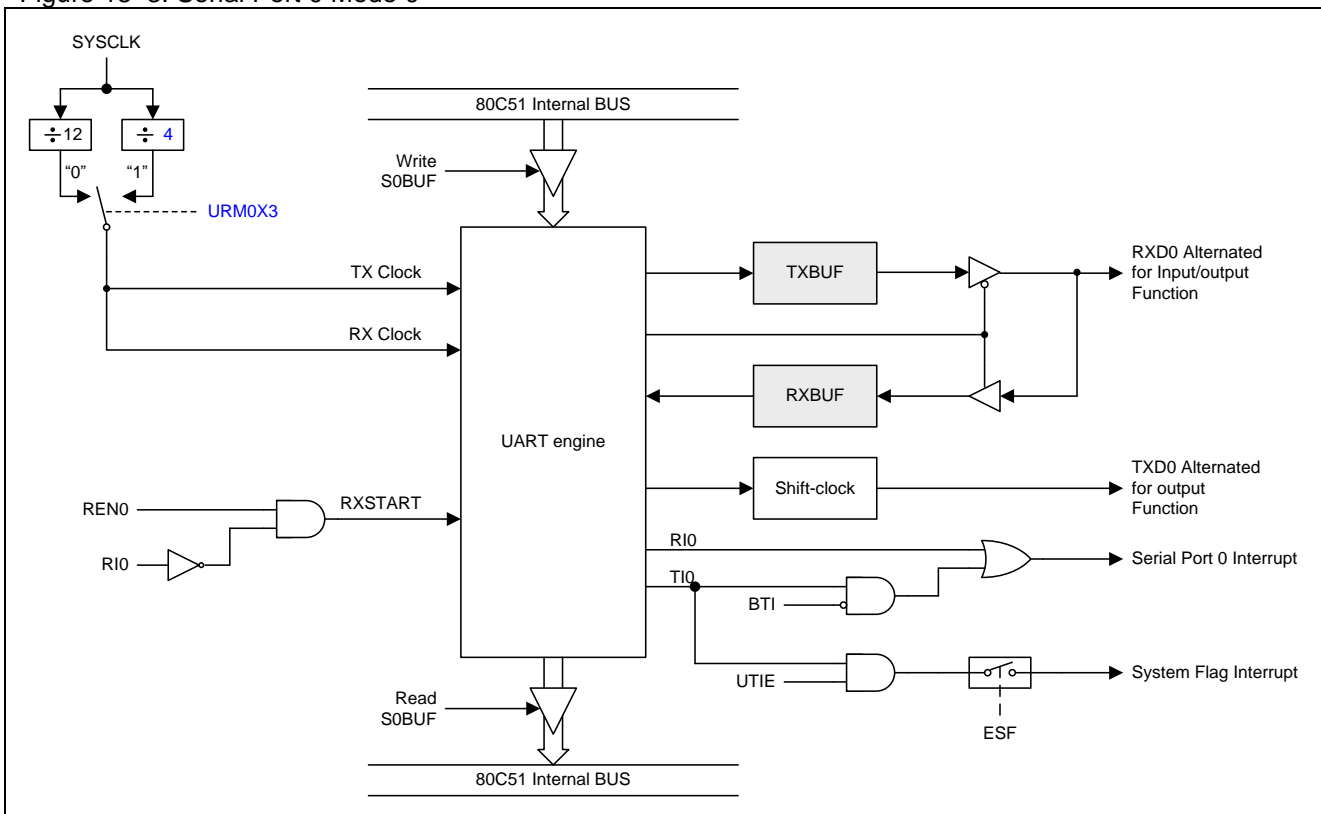 Figure Serial Port 0 Mode 0
SYSCLK
÷12
÷ 4
"0"
"1"
URM0X3
80C51 Internal BUS
Write
S0BUF
TX Clock
RX Clock
UART engine
TXBUF
RXD0 Alternated
for Input/output
Function
RXBUF
Shift-clock
TXD0 Alternated
for output
Function
REN0
RI0
RXSTART
RI0
TI0
BTI
Serial Port 0 Interrupt
UTIE
System Flag Interrupt
ESF
Read
S0BUF
80C51 Internal BUS